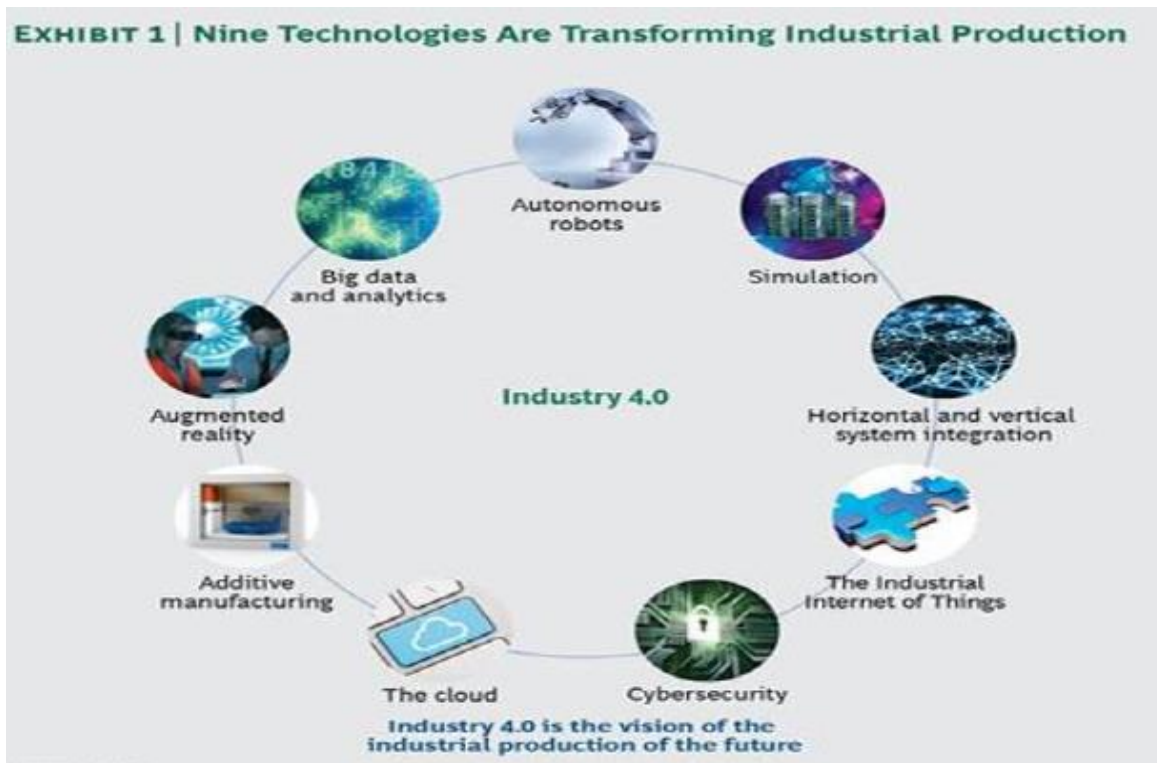 EXHIBIT 1 | Nine Technologies Are Transforming Industrial Production
Autonomous
robots
Simulation
Horizontal and vertical
system integration
The Industrial
Internet of Things
Cybersecurity
The cloud
Additive
manufacturing
Augmented
reality
Big data
and analytics
Industry 4.0
Industry 4.0 is the vision of the
industrial production of the future